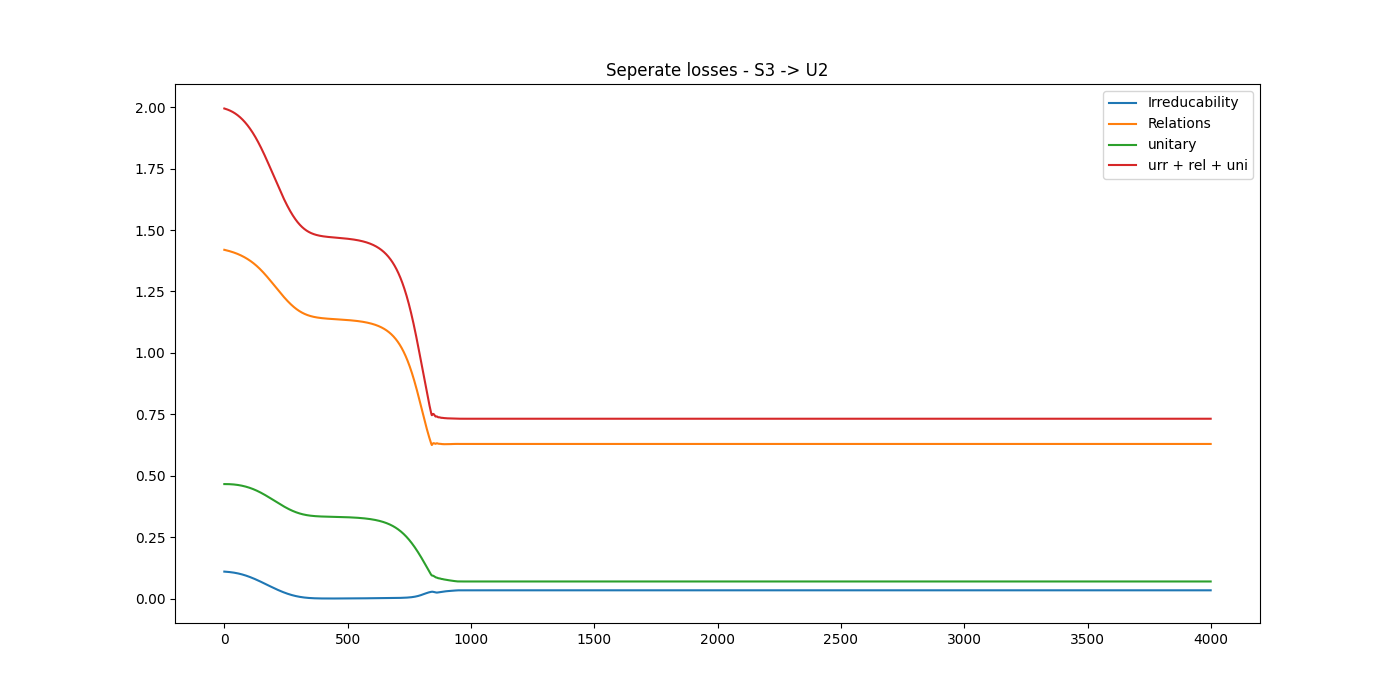 Seperate losses - S3 -> U2
Irreducability
Relations
unitary
urr + rel + uni
2.00
1.75
1.50
1.25
1.00
0.75
0.50
0.25
0.00
0 500 1000 1500 2000 2500 3000 3500 4000